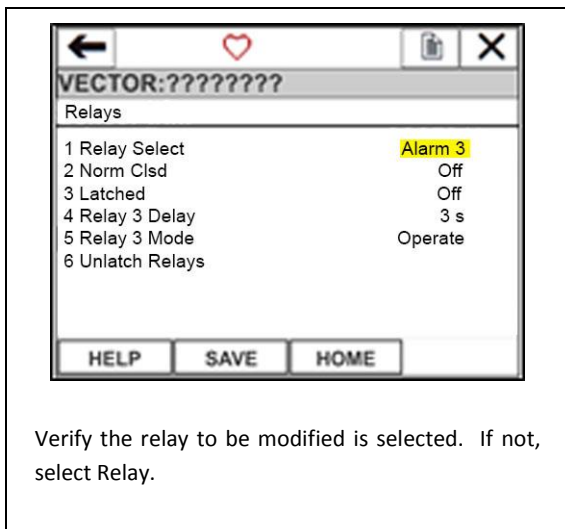 VECTOR:????????
Relays
1 Relay Select Alarm 3
2 Norm Clsd Off
3 Latched Off
4 Relay 3 Delay 3 s
5 Relay 3 Mode Operate
6 Unlatch Relays
HELP SAVE HOME
Verify the relay to be modified is selected. If not,
select Relay.